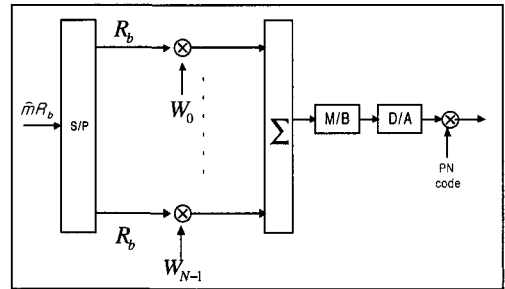 R_b
m̂R_b
S/P
W_0
Σ
M/B
D/A
PN
code
R_b
W_{N-1}